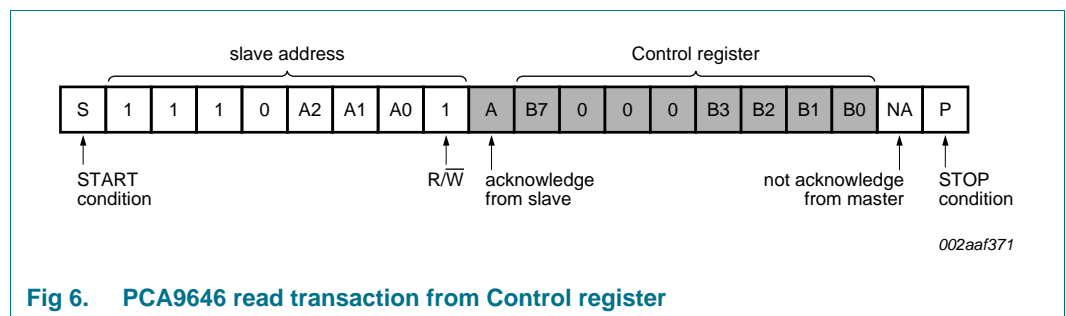 slave address Control register
S 1 1 1 0 A2 A1 A0 1 A B7 0 0 0 B3 B2 B1 B0 NA P
START
condition
R/W̅
acknowledge
from slave
not acknowledge
from master
STOP
condition
002aaf371
Fig 6. PCA9646 read transaction from Control register